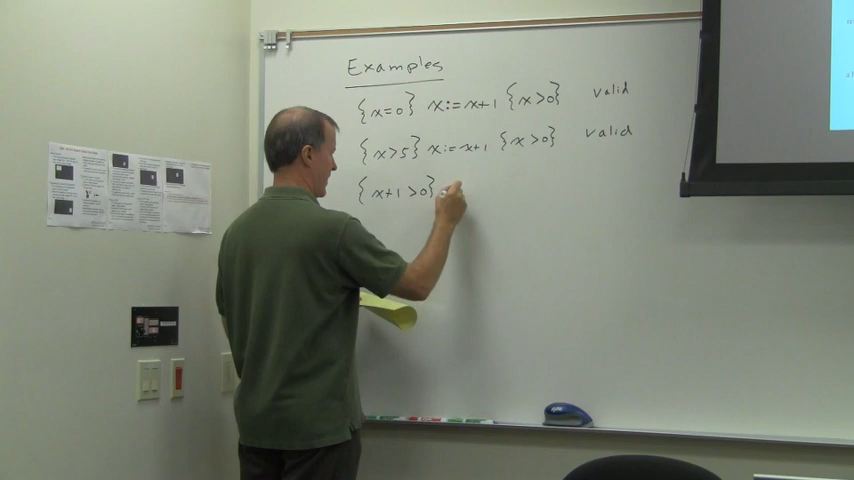 Examples
{x=0} x:=x+1 {x>0} valid
{x>5} x:=x+1 {x>0} valid
{x+1>0}